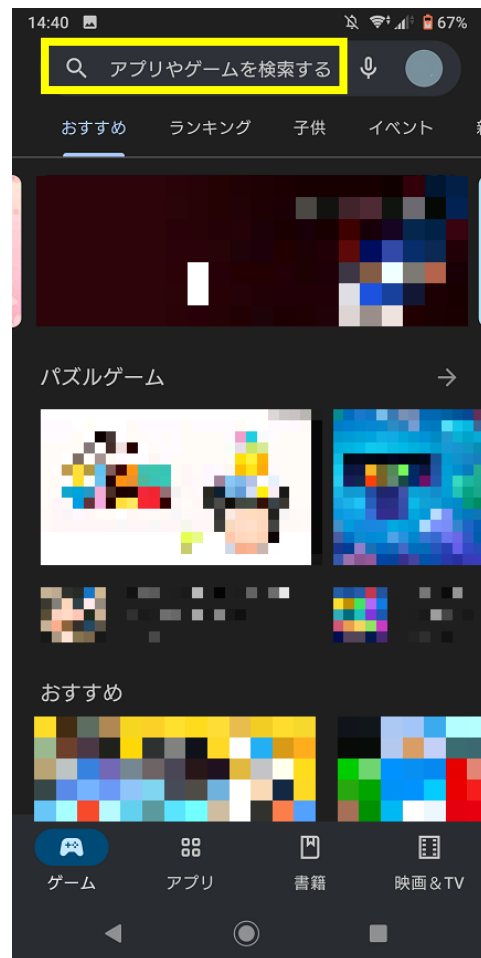 14:40 67%
アプリやゲームを検索する
おすすめ ランキング 子供 イベント
パズルゲーム
おすすめ
ゲーム アプリ 書籍 映画&TV